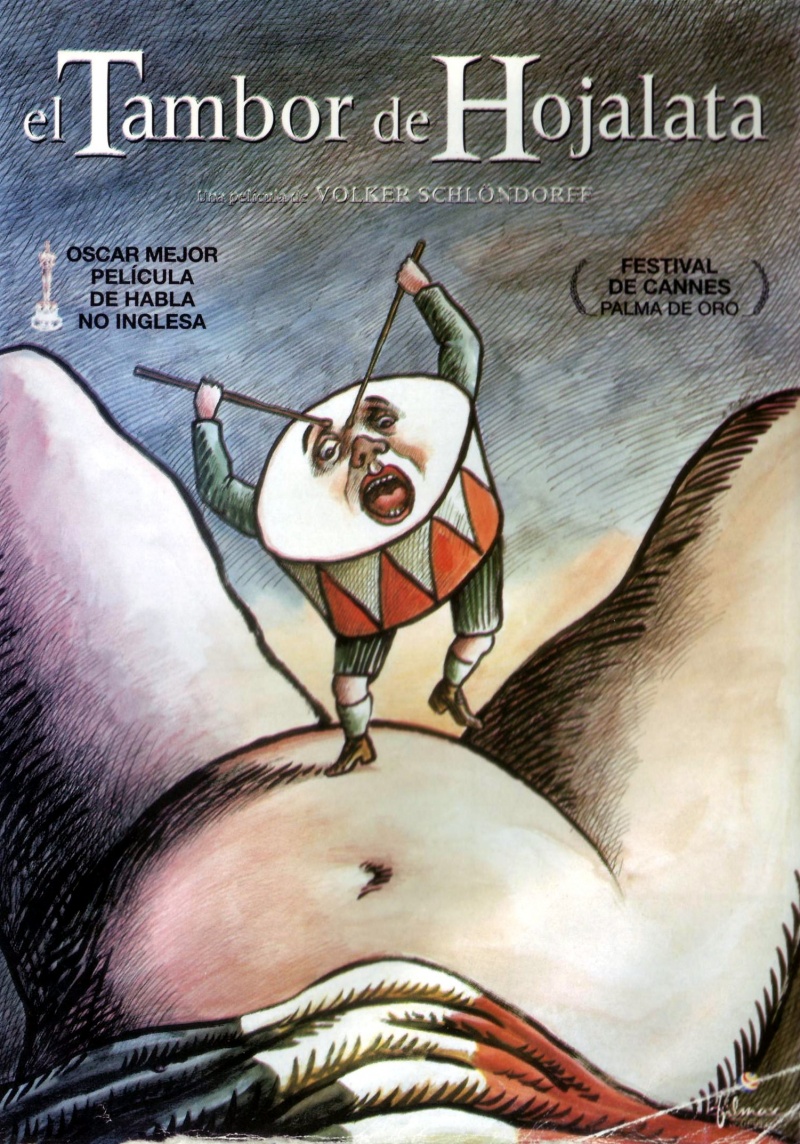 el Tambor de Hojalata
Una película de VOLKER SCHLÖNDORFF
OSCAR MEJOR
PELÍCULA
DE HABLA
NO INGLESA
FESTIVAL
DE CANNES
PALMA DE ORO
filmax